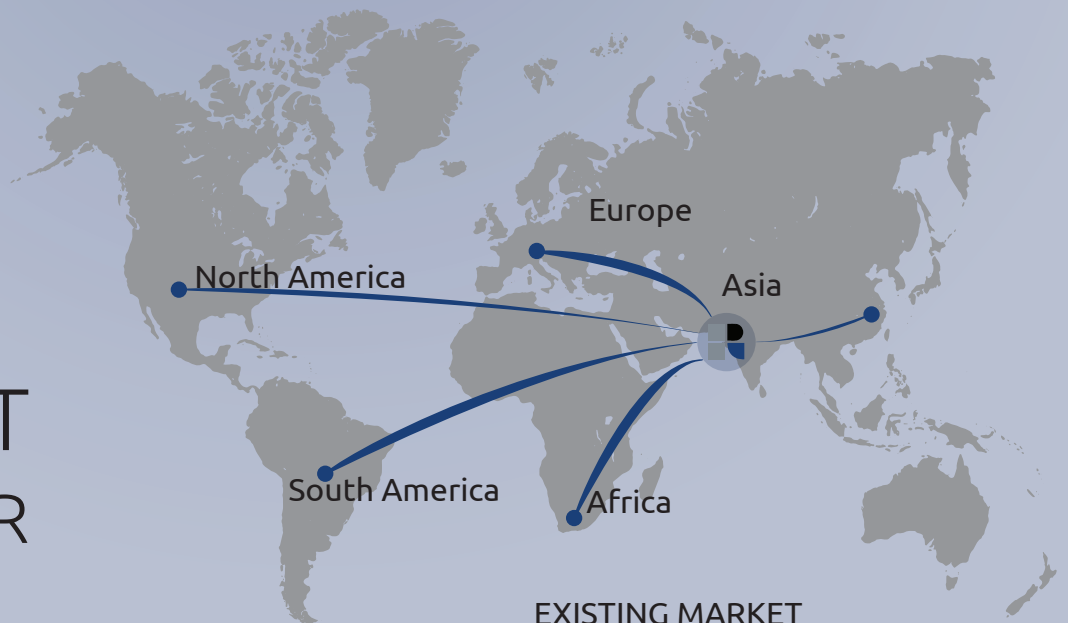 Europe
North America
Asia
T
South America
Africa
R
EXISTING MARKET